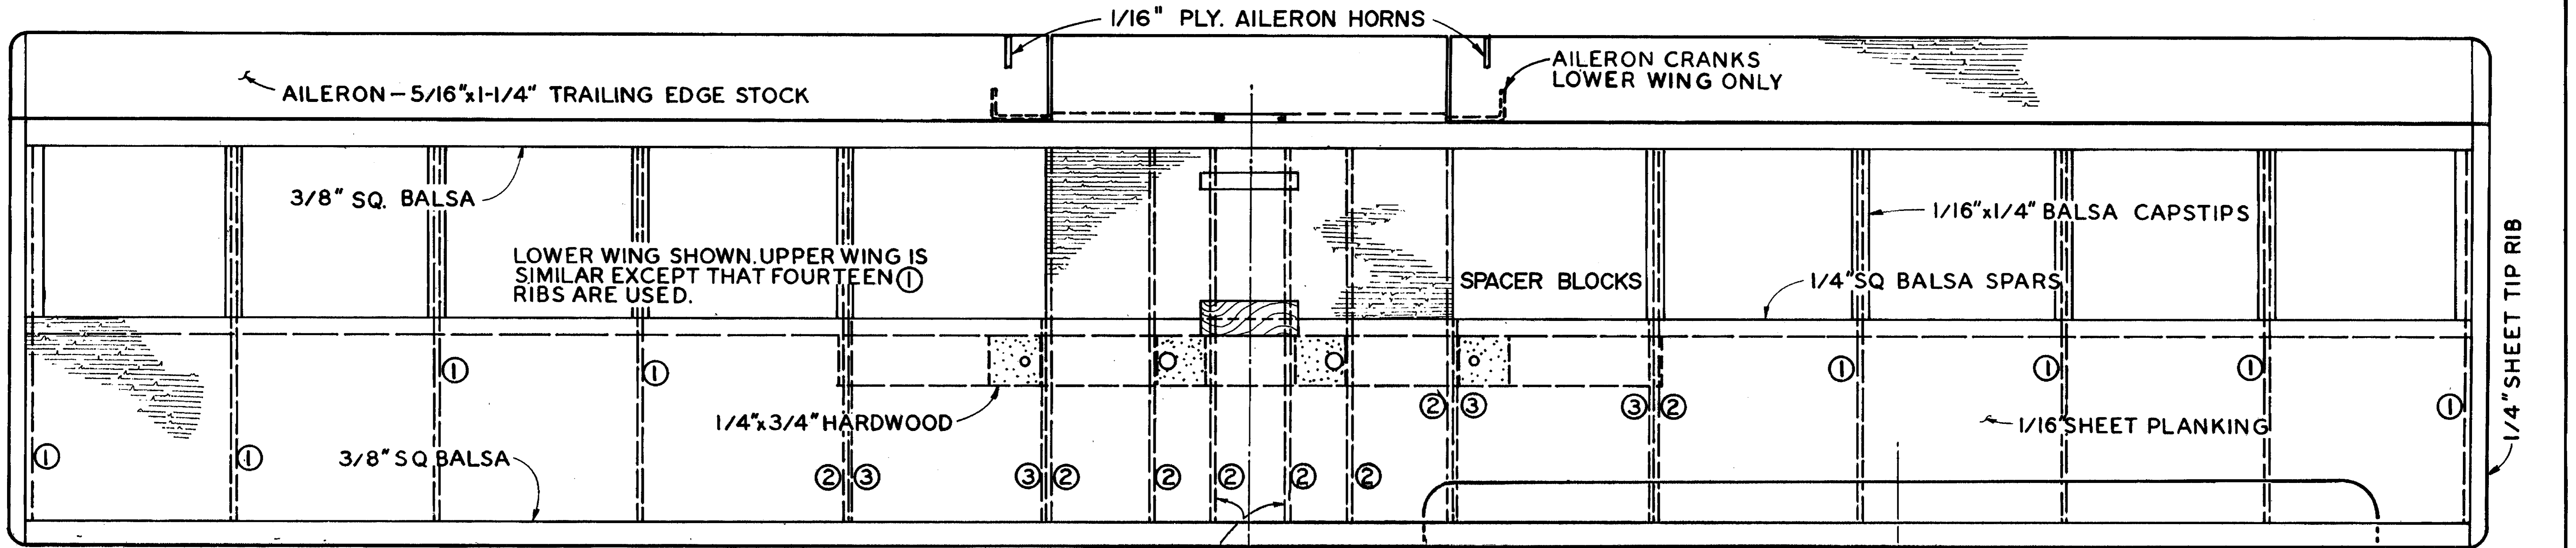 1/16" PLY. AILERON HORNS
AILERON CRANKS
LOWER WING ONLY
AILERON—5/16"x1-1/4" TRAILING EDGE STOCK
3/8" SQ. BALSA
1/16"x1/4" BALSA CAPSTIPS
LOWER WING SHOWN. UPPER WING IS
SIMILAR EXCEPT THAT FOURTEEN ①
RIBS ARE USED.
SPACER BLOCKS
1/4" SQ BALSA SPARS
1/4" SHEET TIP RIB
① ① ① ① ①
② ③ ③ ② ①
1/4"x3/4" HARDWOOD
1/16" SHEET PLANKING
① ①
3/8" SQ BALSA
② ③ ③ ② ② ② ② ②